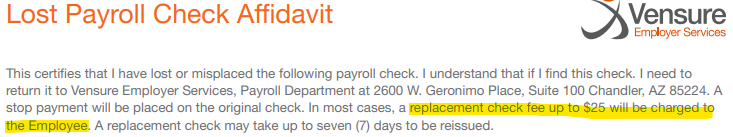 Lost Payroll Check Affidavit
Vensure
Employer Services
This certifies that I have lost or misplaced the following payroll check. I understand that if I find this check. I need to
return it to Vensure Employer Services, Payroll Department at 2600 W. Geronimo Place, Suite 100 Chandler, AZ 85224. A
stop payment will be placed on the original check. In most cases, a replacement check fee up to $25 will be charged to
the Employee. A replacement check may take up to seven (7) days to be reissued.